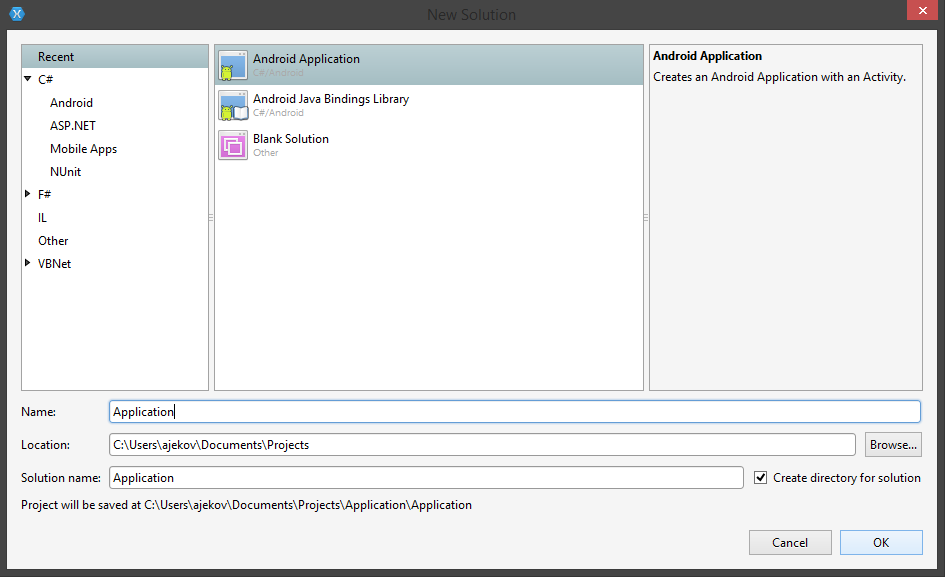 New Solution
Recent
C#
Android
ASP.NET
Mobile Apps
NUnit
F#
IL
Other
VBNet
Android Application
C#/Android
Android Java Bindings Library
C#/Android
Blank Solution
Other
Android Application
Creates an Android Application with an Activity.
Name: Application
Location: C:\Users\ajekov\Documents\Projects Browse...
Solution name: Application Create directory for solution
Project will be saved at C:\Users\ajekov\Documents\Projects\Application\Application
Cancel OK